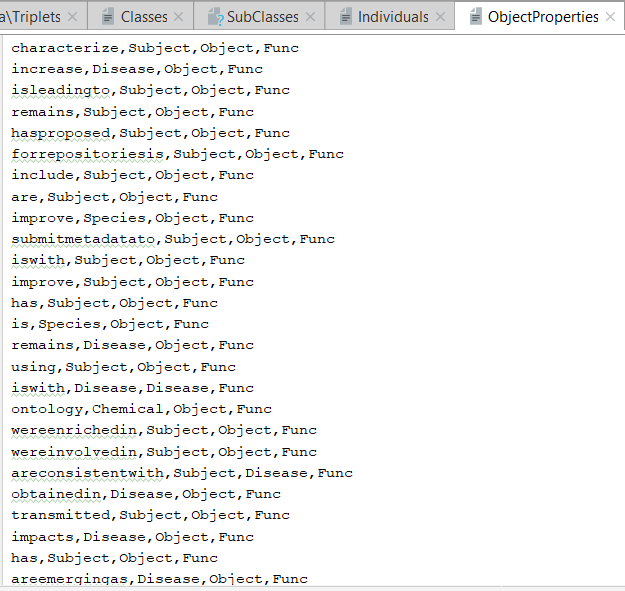 a\Triplets Classes SubClasses Individuals ObjectProperties
characterize,Subject,Object,Func
increase,Disease,Object,Func
isleadingto,Subject,Object,Func
remains,Subject,Object,Func
hasproposed,Subject,Object,Func
forrepositoriesis,Subject,Object,Func
include,Subject,Object,Func
are,Subject,Object,Func
improve,Species,Object,Func
submitmetadatato,Subject,Object,Func
iswith,Subject,Object,Func
improve,Subject,Object,Func
has,Subject,Object,Func
is,Species,Object,Func
remains,Disease,Object,Func
using,Subject,Object,Func
iswith,Disease,Disease,Func
ontology,Chemical,Object,Func
wereenrichedin,Subject,Object,Func
wereinvolvedin,Subject,Object,Func
areconsistentwith,Subject,Disease,Func
obtainedin,Disease,Object,Func
transmitted,Subject,Object,Func
impacts,Disease,Object,Func
has,Subject,Object,Func
areemergingas,Disease,Object,Func